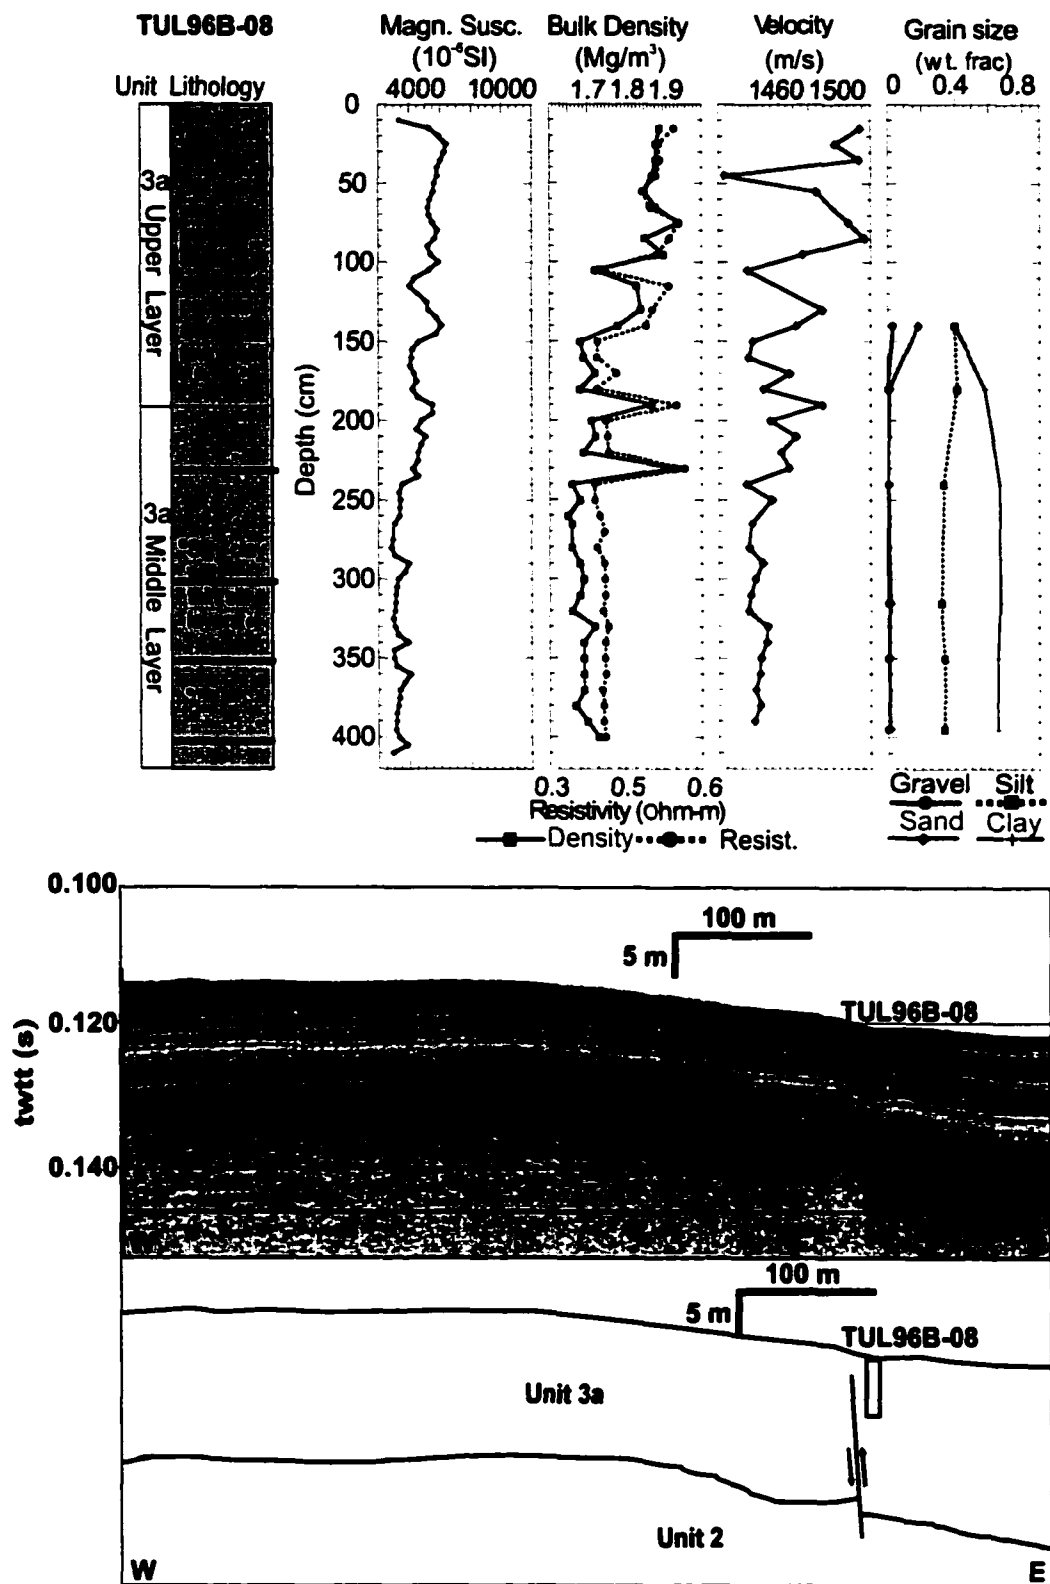 TUL96B-08
Magn. Susc.
(10⁻⁶SI)
4000 10000
Bulk Density
(Mg/m³)
1.7 1.8 1.9
Velocity
(m/s)
1460 1500
Grain size
(wt. frac)
0 0.4 0.8
Unit Lithology
3a Upper Layer
3a Middle Layer
Depth (cm)
0
50
100
150
200
250
300
350
400
0.3 0.5 0.6
Resistivity (Ohm-m)
Density Resist.
Gravel Silt
Sand Clay
0.100
0.120
0.140
twtt (s)
100 m
5 m
TUL96B-08
100 m
5 m
TUL96B-08
Unit 3a
Unit 2
W E